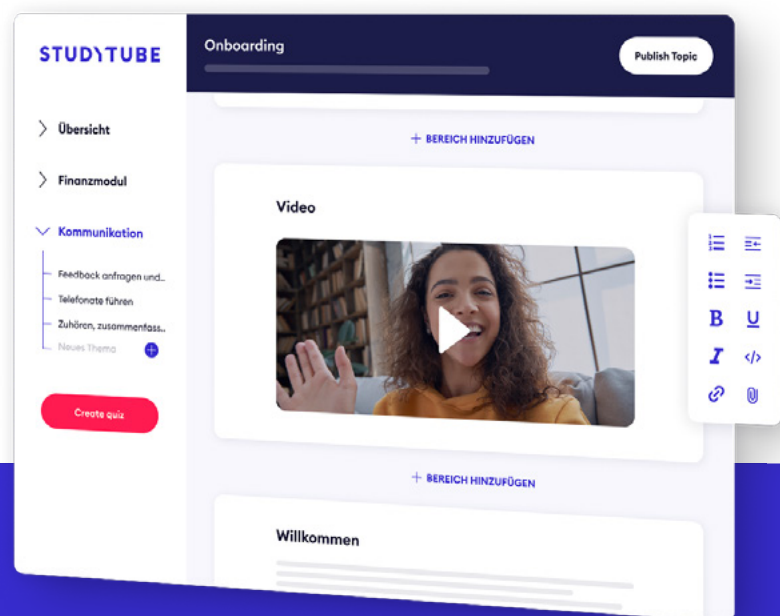 STUDYTUBE
Onboarding
Publish Topic
Übersicht
Finanzmodul
Kommunikation
Feedback anfragen und..
Telefonate führen
Zuhören, zusammenfass..
Neues Thema
Create quiz
+ BEREICH HINZUFÜGEN
Video
+ BEREICH HINZUFÜGEN
Willkommen
B U
I </>